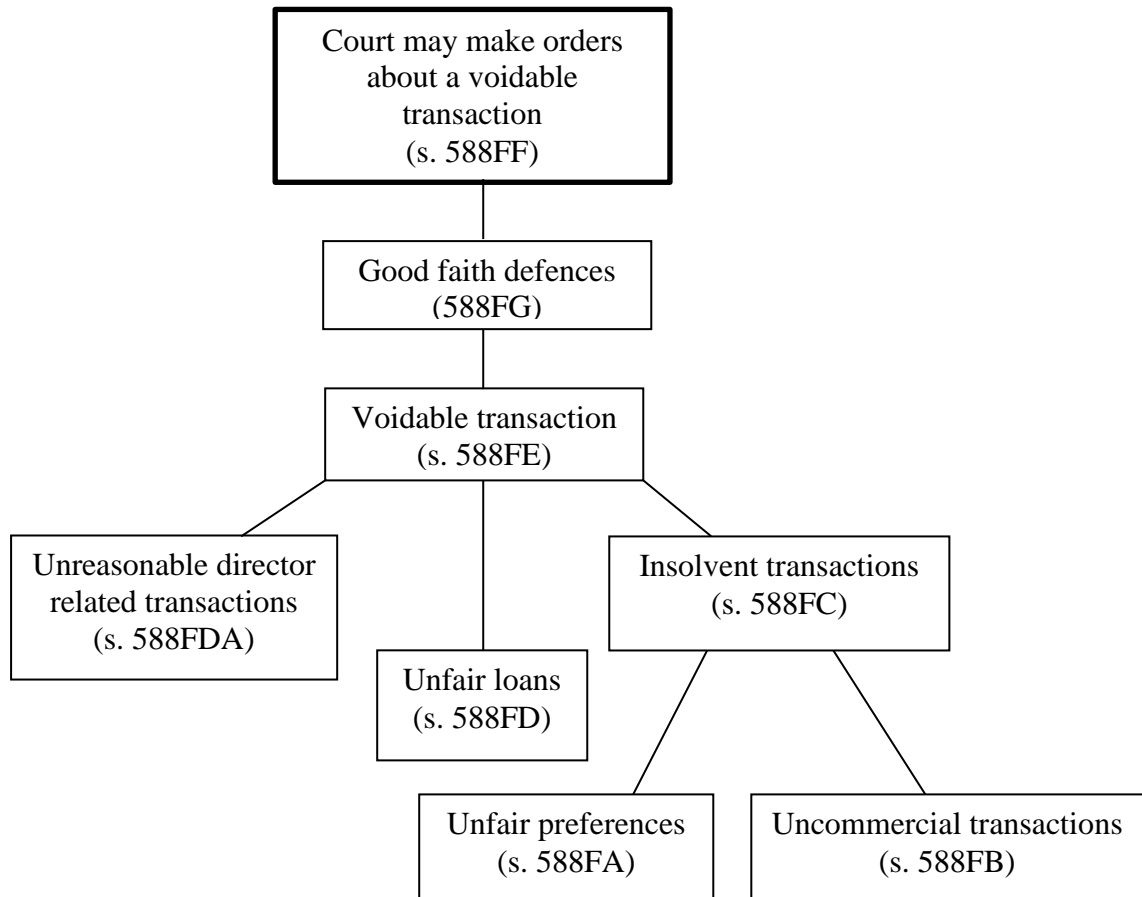 Court may make orders
about a voidable
transaction
(s. 588FF)
Good faith defences
(588FG)
Voidable transaction
(s. 588FE)
Unreasonable director
related transactions
(s. 588FDA)
Insolvent transactions
(s. 588FC)
Unfair loans
(s. 588FD)
Unfair preferences
(s. 588FA)
Uncommercial transactions
(s. 588FB)